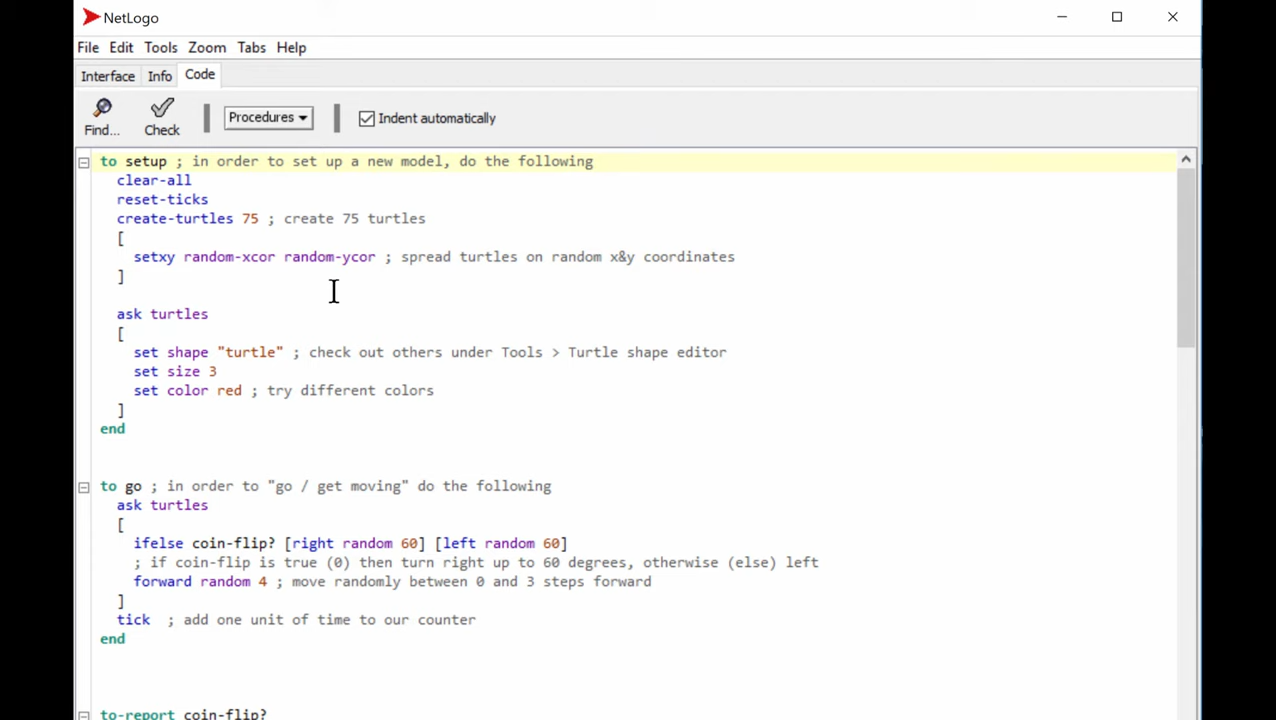 NetLogo
File Edit Tools Zoom Tabs Help
Interface Info Code
Find... Check Procedures Indent automatically
to setup ; in order to set up a new model, do the following
clear-all
reset-ticks
create-turtles 75 ; create 75 turtles
[
setxy random-xcor random-ycor ; spread turtles on random x&y coordinates
]
ask turtles
[
set shape "turtle" ; check out others under Tools > Turtle shape editor
set size 3
set color red ; try different colors
]
end
to go ; in order to "go / get moving" do the following
ask turtles
[
ifelse coin-flip? [right random 60] [left random 60]
; if coin-flip is true (0) then turn right up to 60 degrees, otherwise (else) left
forward random 4 ; move randomly between 0 and 3 steps forward
]
tick  ; add one unit of time to our counter
end
to-report coin-flip?